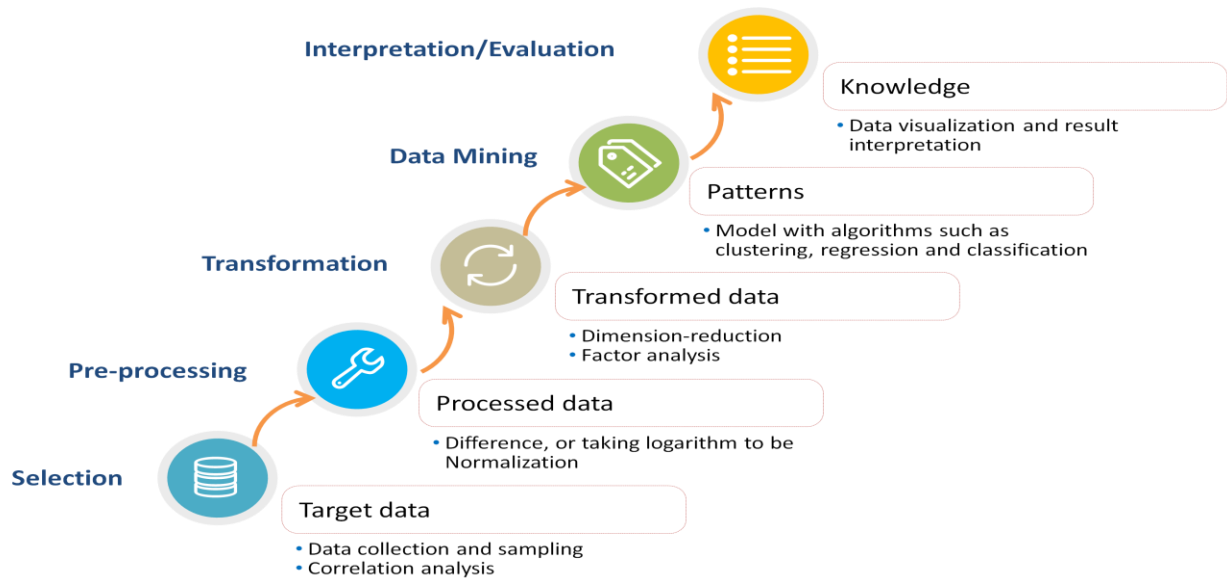 Interpretation/Evaluation
Knowledge
• Data visualization and result
interpretation
Data Mining
Patterns
• Model with algorithms such as
clustering, regression and classification
Transformation
Transformed data
• Dimension-reduction
• Factor analysis
Pre-processing
Processed data
• Difference, or taking logarithm to be
Normalization
Selection
Target data
• Data collection and sampling
• Correlation analysis